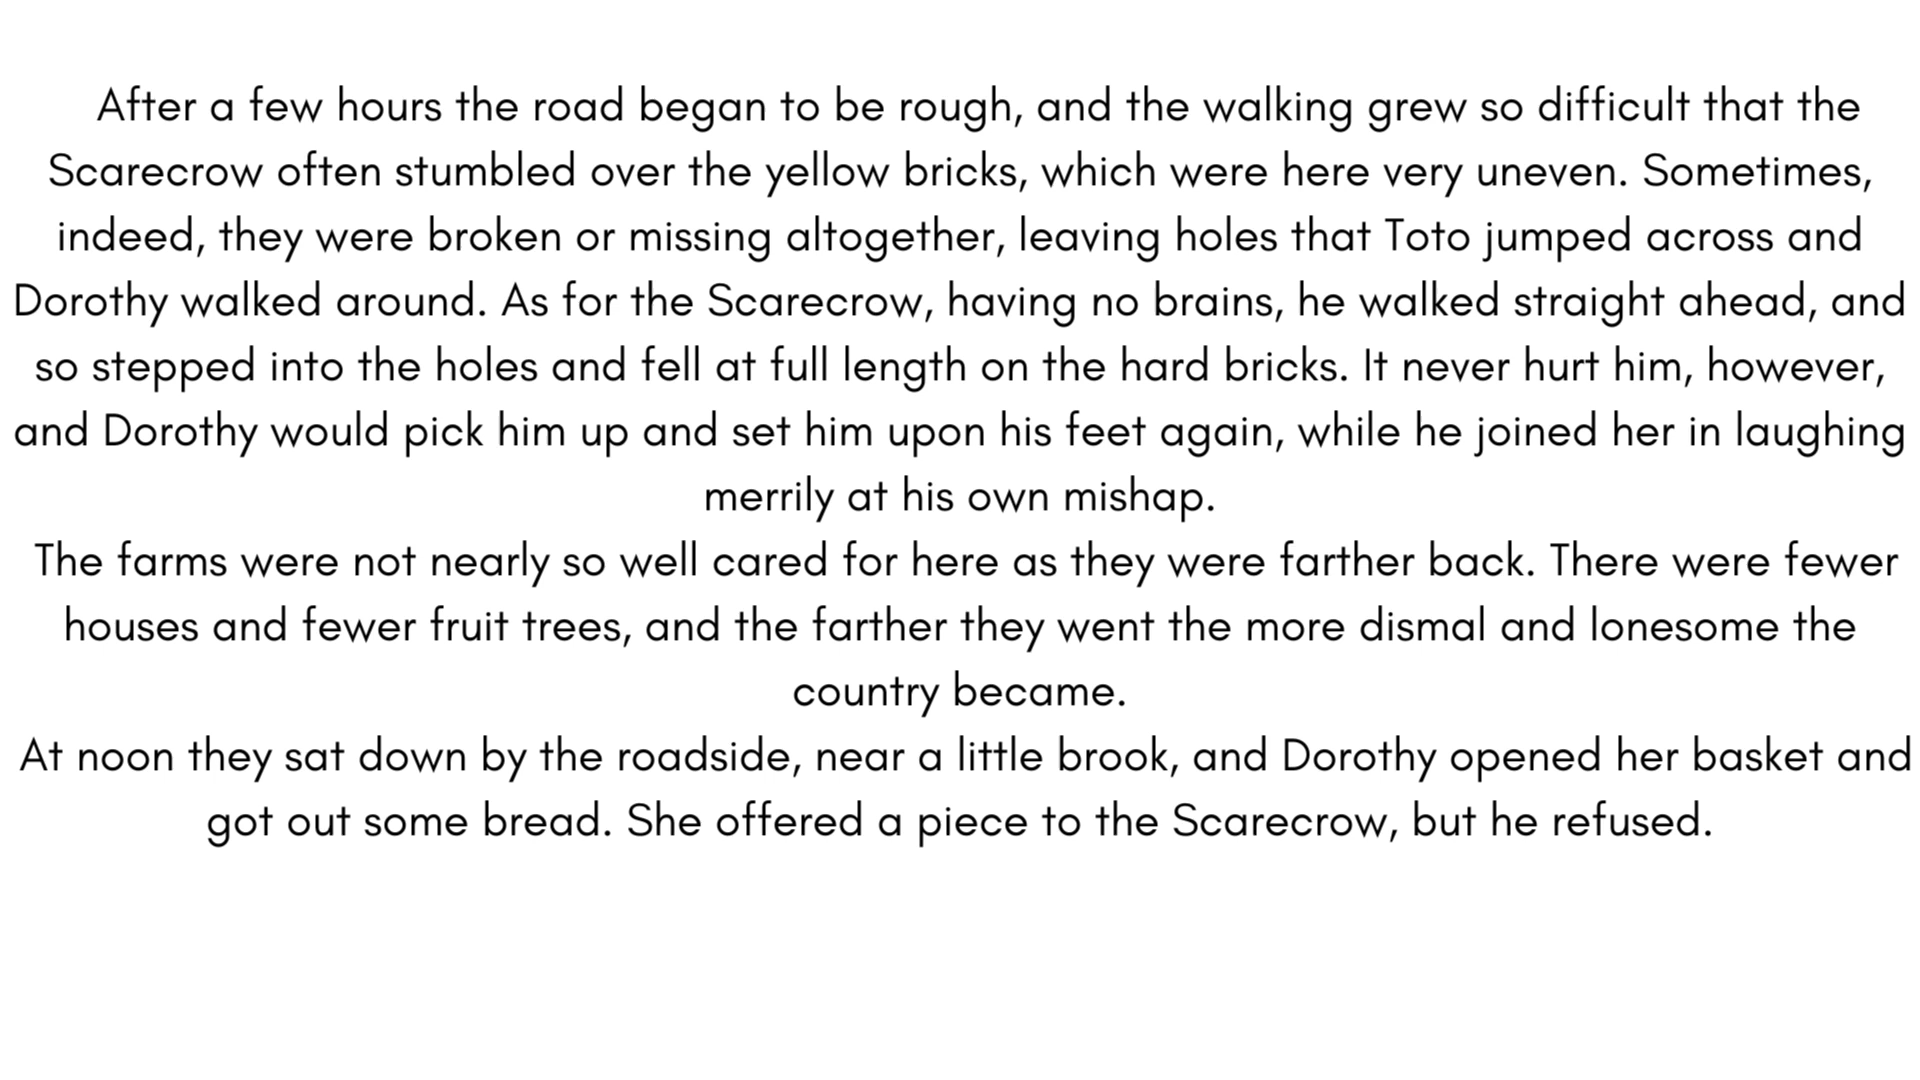 After a few hours the road began to be rough, and the walking grew so difficult that the
Scarecrow often stumbled over the yellow bricks, which were here very uneven. Sometimes,
indeed, they were broken or missing altogether, leaving holes that Toto jumped across and
Dorothy walked around. As for the Scarecrow, having no brains, he walked straight ahead, and
so stepped into the holes and fell at full length on the hard bricks. It never hurt him, however,
and Dorothy would pick him up and set him upon his feet again, while he joined her in laughing
merrily at his own mishap.
The farms were not nearly so well cared for here as they were farther back. There were fewer
houses and fewer fruit trees, and the farther they went the more dismal and lonesome the
country became.
At noon they sat down by the roadside, near a little brook, and Dorothy opened her basket and
got out some bread. She offered a piece to the Scarecrow, but he refused.